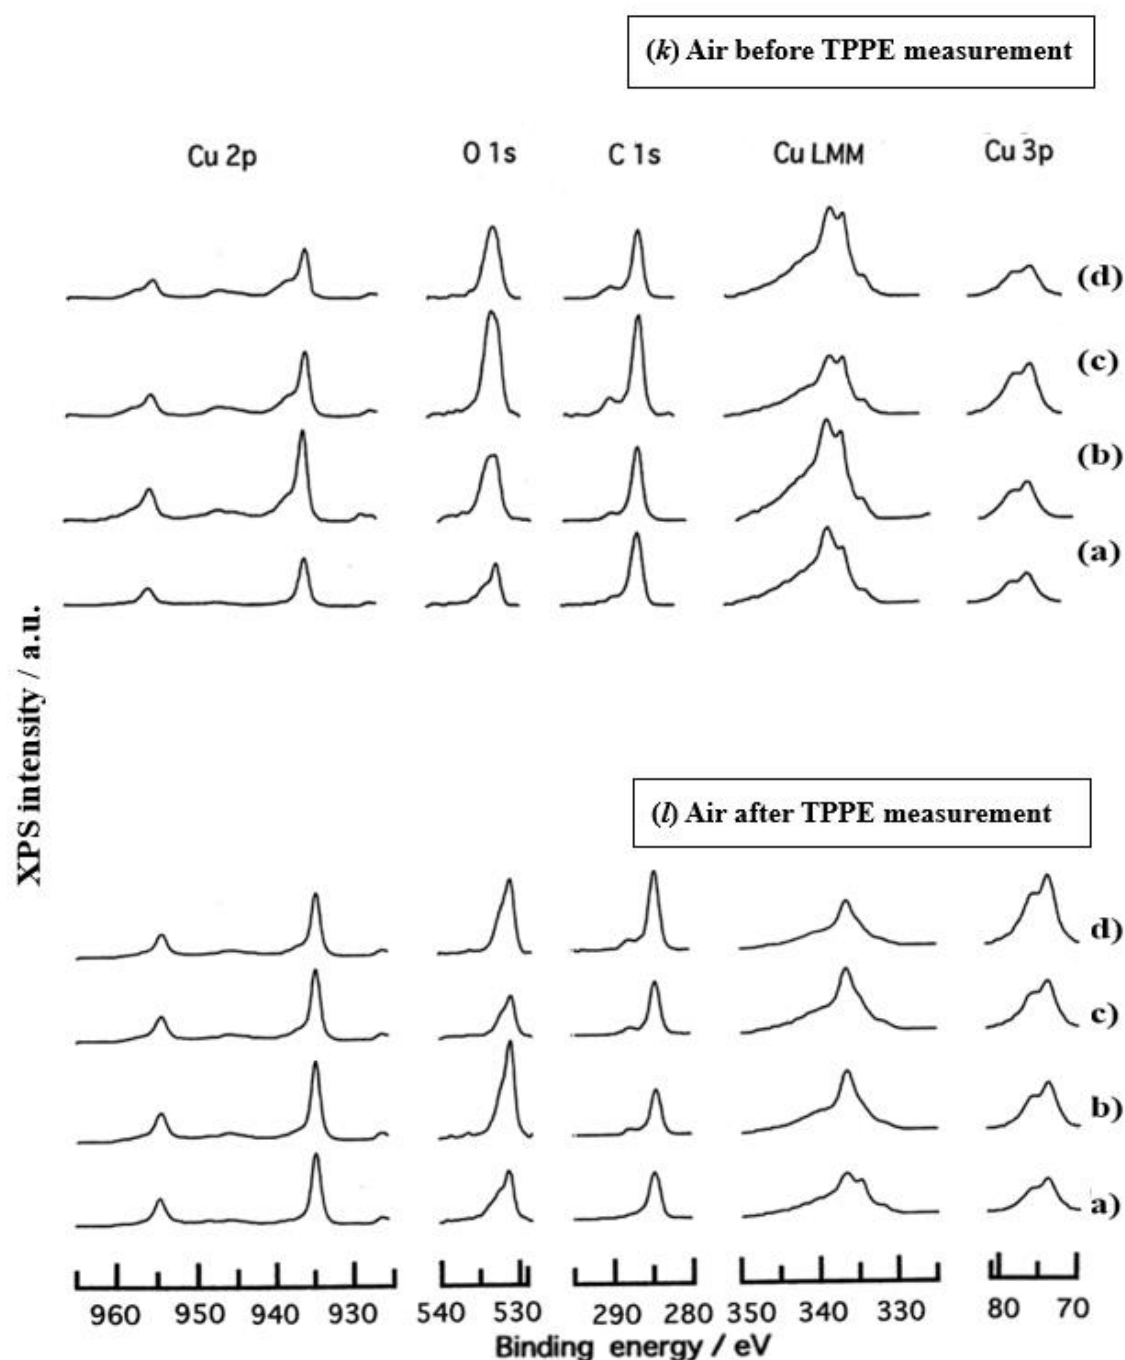 (k) Air before TPPE measurement
Cu 2p O 1s C 1s Cu LMM Cu 3p
(d)
(c)
(b)
(a)
XPS intensity / a.u.
(l) Air after TPPE measurement
d)
c)
b)
a)
960 950 940 930 540 530 290 280 350 340 330 80 70
Binding energy / eV